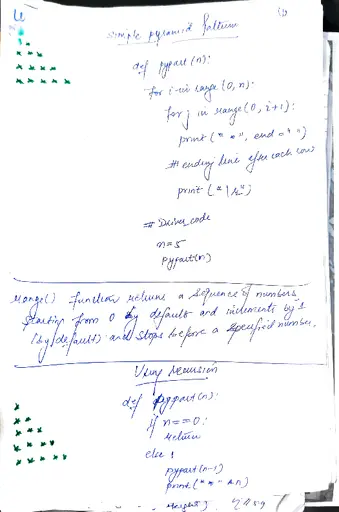 Simple pyramid pattern
def pypart(n):
for i in range (0, n):
for j in range (0, i+1):
print ("* ", end = " ")
# ending line after each row
print ("\r")
# Driver code
n=5
pypart(n)
range() function returns a sequence of numbers,
starting from 0 by default and increments by 1
(by default) and stops before a specified number.
Using recursion
def pypart(n):
if n==0:
return
else:
pypart(n-1)
print("* " * n)
n=5